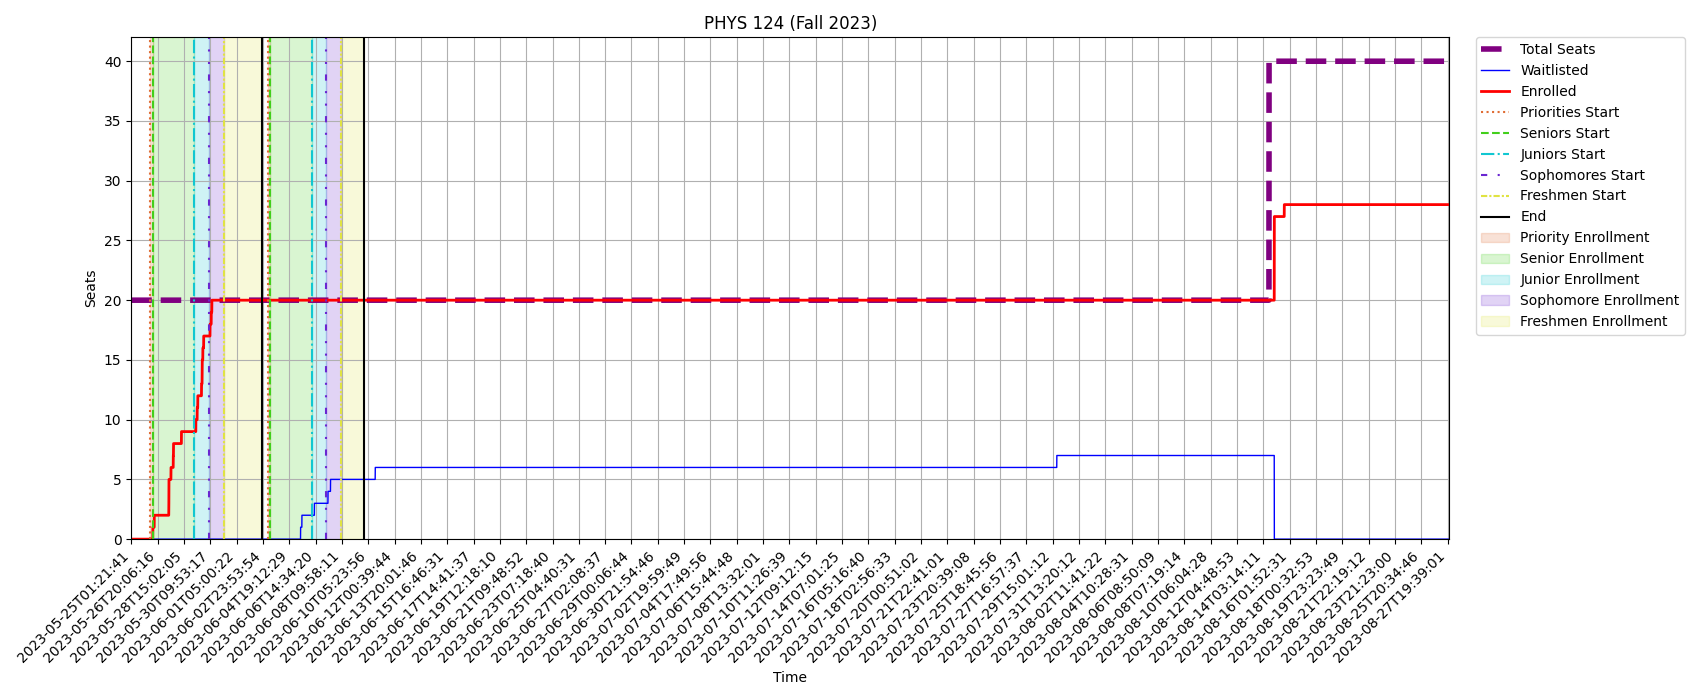 PHYS 124 (Fall 2023)
Seats
40
35
30
25
20
15
10
5
0
2023-05-25T01:21:41
2023-05-26T20:06:16
2023-05-28T15:02:05
2023-05-30T09:53:17
2023-06-01T05:00:22
2023-06-02T23:53:54
2023-06-04T19:12:29
2023-06-06T14:34:20
2023-06-08T09:58:11
2023-06-10T05:23:56
2023-06-12T00:39:44
2023-06-13T20:01:46
2023-06-15T16:46:31
2023-06-17T14:41:37
2023-06-19T12:18:10
2023-06-21T09:48:52
2023-06-23T07:18:40
2023-06-25T04:40:31
2023-06-27T02:08:37
2023-06-29T00:06:44
2023-06-30T21:54:46
2023-07-02T19:59:49
2023-07-04T17:49:56
2023-07-06T15:44:48
2023-07-08T13:32:01
2023-07-10T11:26:39
2023-07-12T09:12:15
2023-07-14T07:01:25
2023-07-16T05:16:40
2023-07-18T02:56:33
2023-07-20T00:51:02
2023-07-21T22:41:01
2023-07-23T20:39:08
2023-07-25T18:45:56
2023-07-27T16:57:37
2023-07-29T15:01:12
2023-07-31T13:20:12
2023-08-02T11:41:22
2023-08-04T10:28:31
2023-08-06T08:50:09
2023-08-08T07:19:14
2023-08-10T06:04:28
2023-08-12T04:48:53
2023-08-14T03:14:11
2023-08-16T01:52:31
2023-08-18T00:32:53
2023-08-19T23:23:49
2023-08-21T22:19:12
2023-08-23T21:23:00
2023-08-25T20:34:46
2023-08-27T19:39:01
Time
Total Seats
Waitlisted
Enrolled
Priorities Start
Seniors Start
Juniors Start
Sophomores Start
Freshmen Start
End
Priority Enrollment
Senior Enrollment
Junior Enrollment
Sophomore Enrollment
Freshmen Enrollment